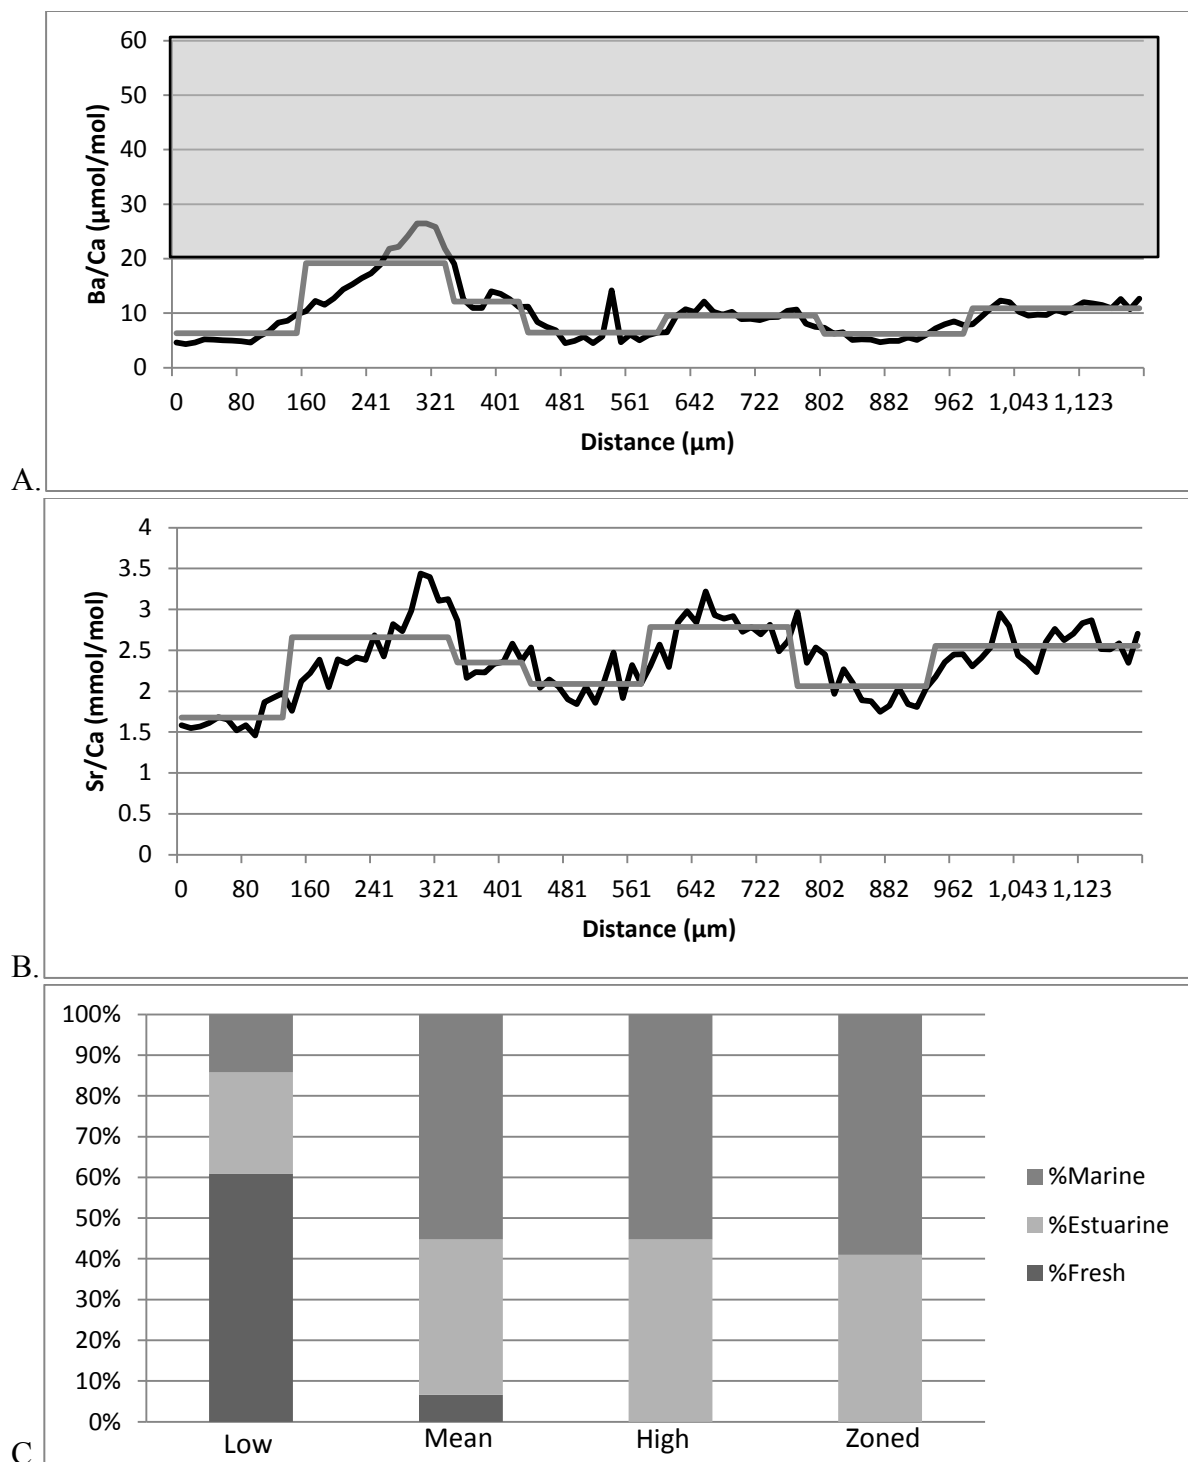 60
50
40
30
20
10
0
Ba/Ca (μmol/mol)
0 80 160 241 321 401 481 561 642 722 802 882 962 1,043 1,123
Distance (μm)
A.
4
3.5
3
2.5
2
1.5
1
0.5
0
Sr/Ca (mmol/mol)
0 80 160 241 321 401 481 561 642 722 802 882 962 1,043 1,123
Distance (μm)
B.
100%
90%
80%
70%
60%
50%
40%
30%
20%
10%
0%
%Marine
%Estuarine
%Fresh
Low Mean High Zoned
C